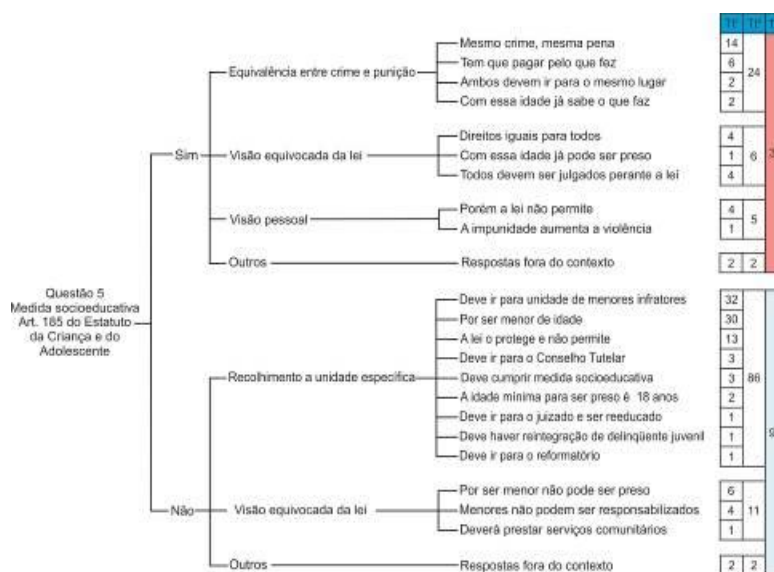 Tiº Tiº T
Mesmo crime, mesma pena 14
Tem que pagar pelo que fez 6
Equivalência entre crime e punição 24
Ambos devem ir para o mesmo lugar 2
Com essa idade já sabe o que faz 2
Direitos iguais para todos 4
Sim Visão equivocada da lei Com essa idade já pode ser preso 1 6 3
Todos devem ser julgados perante a lei 4
Porém a lei não permite 4
Visão pessoal 5
A impunidade aumenta a violência 1
Outros Respostas fora do contexto 2 2
Questão 5
Medida socioeducativa
Art. 185 do Estatuto
da Criança e do
Adolescente
Deve ir para unidade de menores infratores 32
Por ser menor de idade 30
A lei o protege e não permite 13
Deve ir para o Conselho Tutelar 3
Recolhimento a unidade específica Deve cumprir medida socioeducativa 3 86
A idade mínima para ser preso é 18 anos 2
Deve ir para o juizado e ser reeducado 1
Deve haver reintegração de delinqüente juvenil 1 9
Deve ir para o reformatório 1
Por ser menor não pode ser preso 6
Não Visão equivocada da lei Menores não podem ser responsabilizados 4 11
Deverá prestar serviços comunitários 1
Outros Respostas fora do contexto 2 2